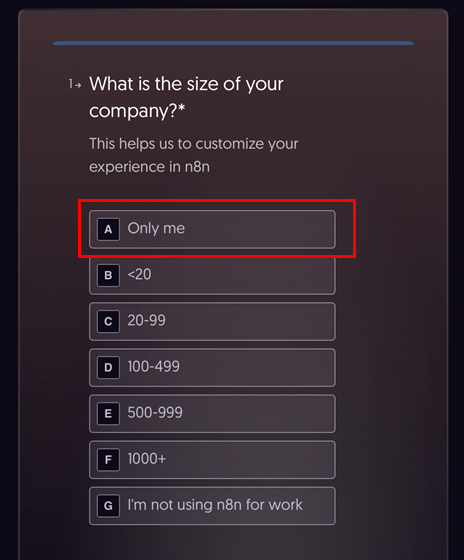 1→ What is the size of your
company?*
This helps us to customize your
experience in n8n
A Only me
B <20
C 20-99
D 100-499
E 500-999
F 1000+
G I'm not using n8n for work